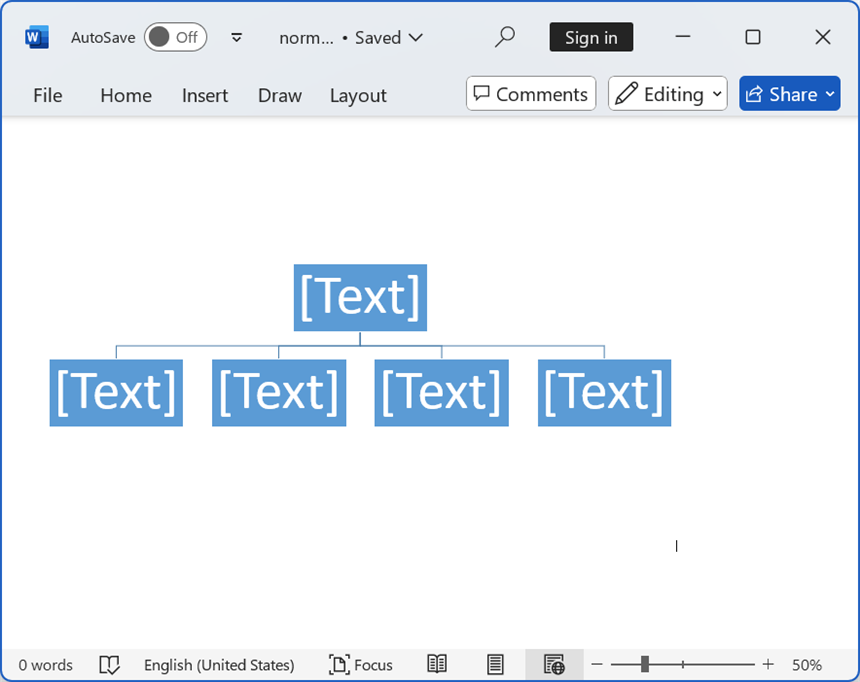 W AutoSave Off norm... • Saved Sign in
File Home Insert Draw Layout Comments Editing Share
[Text]
[Text] [Text] [Text] [Text]
0 words English (United States) Focus 50%